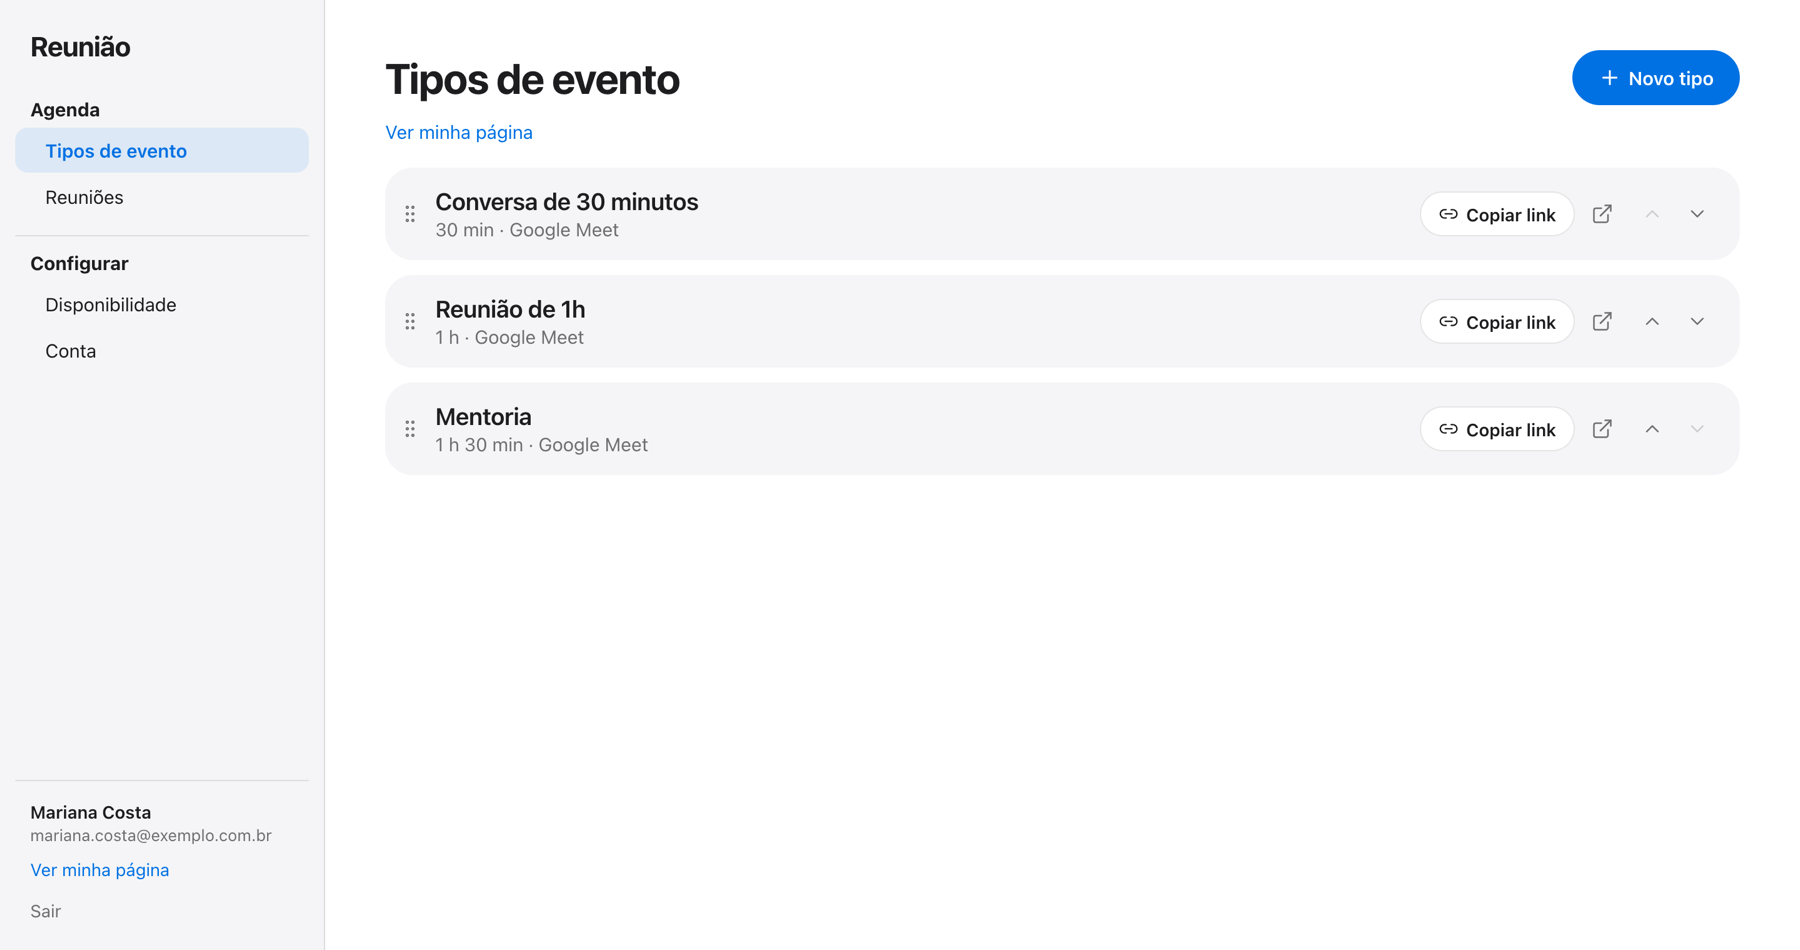 Reunião
Agenda
Tipos de evento
Reuniões
Configurar
Disponibilidade
Conta
Mariana Costa
mariana.costa@exemplo.com.br
Ver minha página
Sair
Tipos de evento
Novo tipo
Ver minha página
Conversa de 30 minutos
30 min · Google Meet
Copiar link
Reunião de 1h
1 h · Google Meet
Copiar link
Mentoria
1 h 30 min · Google Meet
Copiar link